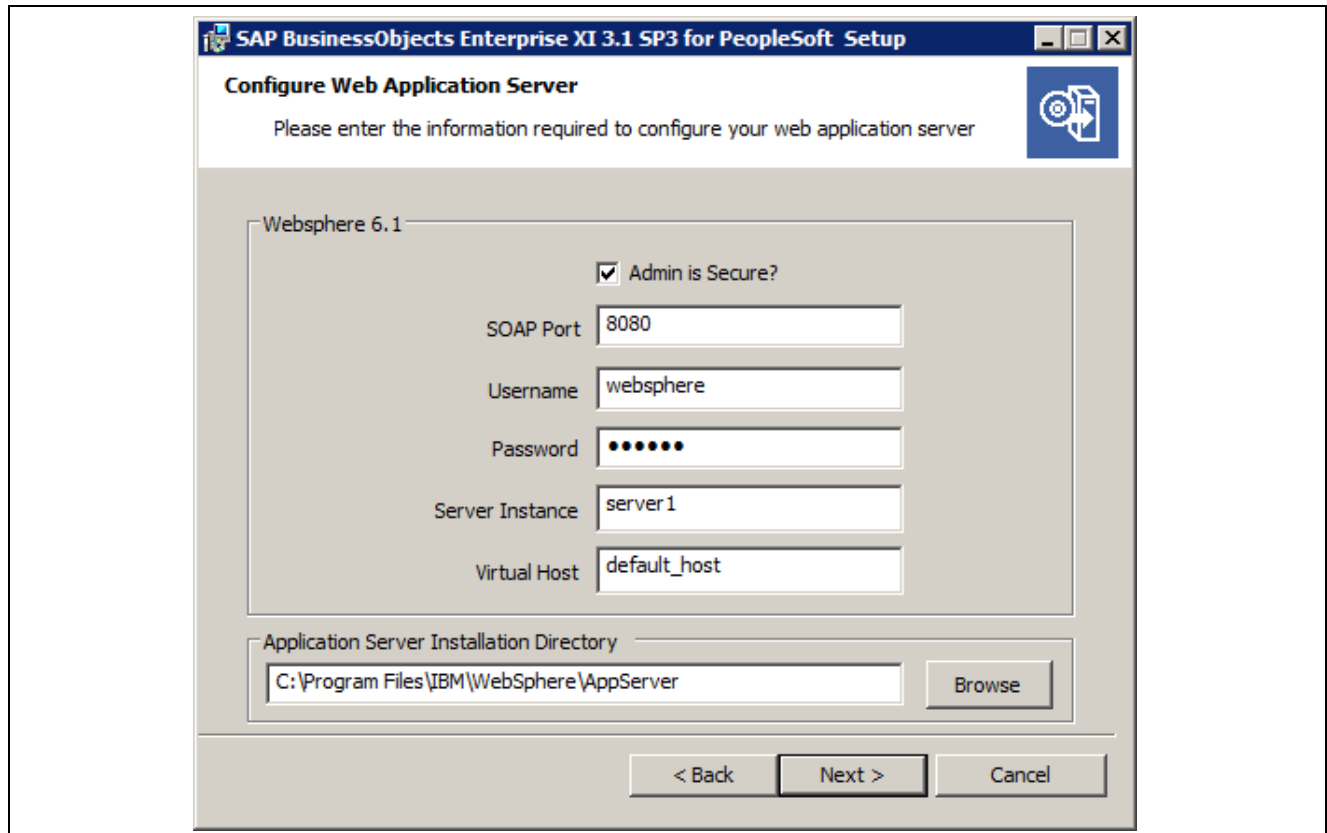 SAP BusinessObjects Enterprise XI 3.1 SP3 for PeopleSoft Setup
Configure Web Application Server
Please enter the information required to configure your web application server
Websphere 6.1
Admin is Secure?
SOAP Port 8080
Username websphere
Password ••••••
Server Instance server1
Virtual Host default_host
Application Server Installation Directory
C:\Program Files\IBM\WebSphere\AppServer Browse
< Back Next > Cancel